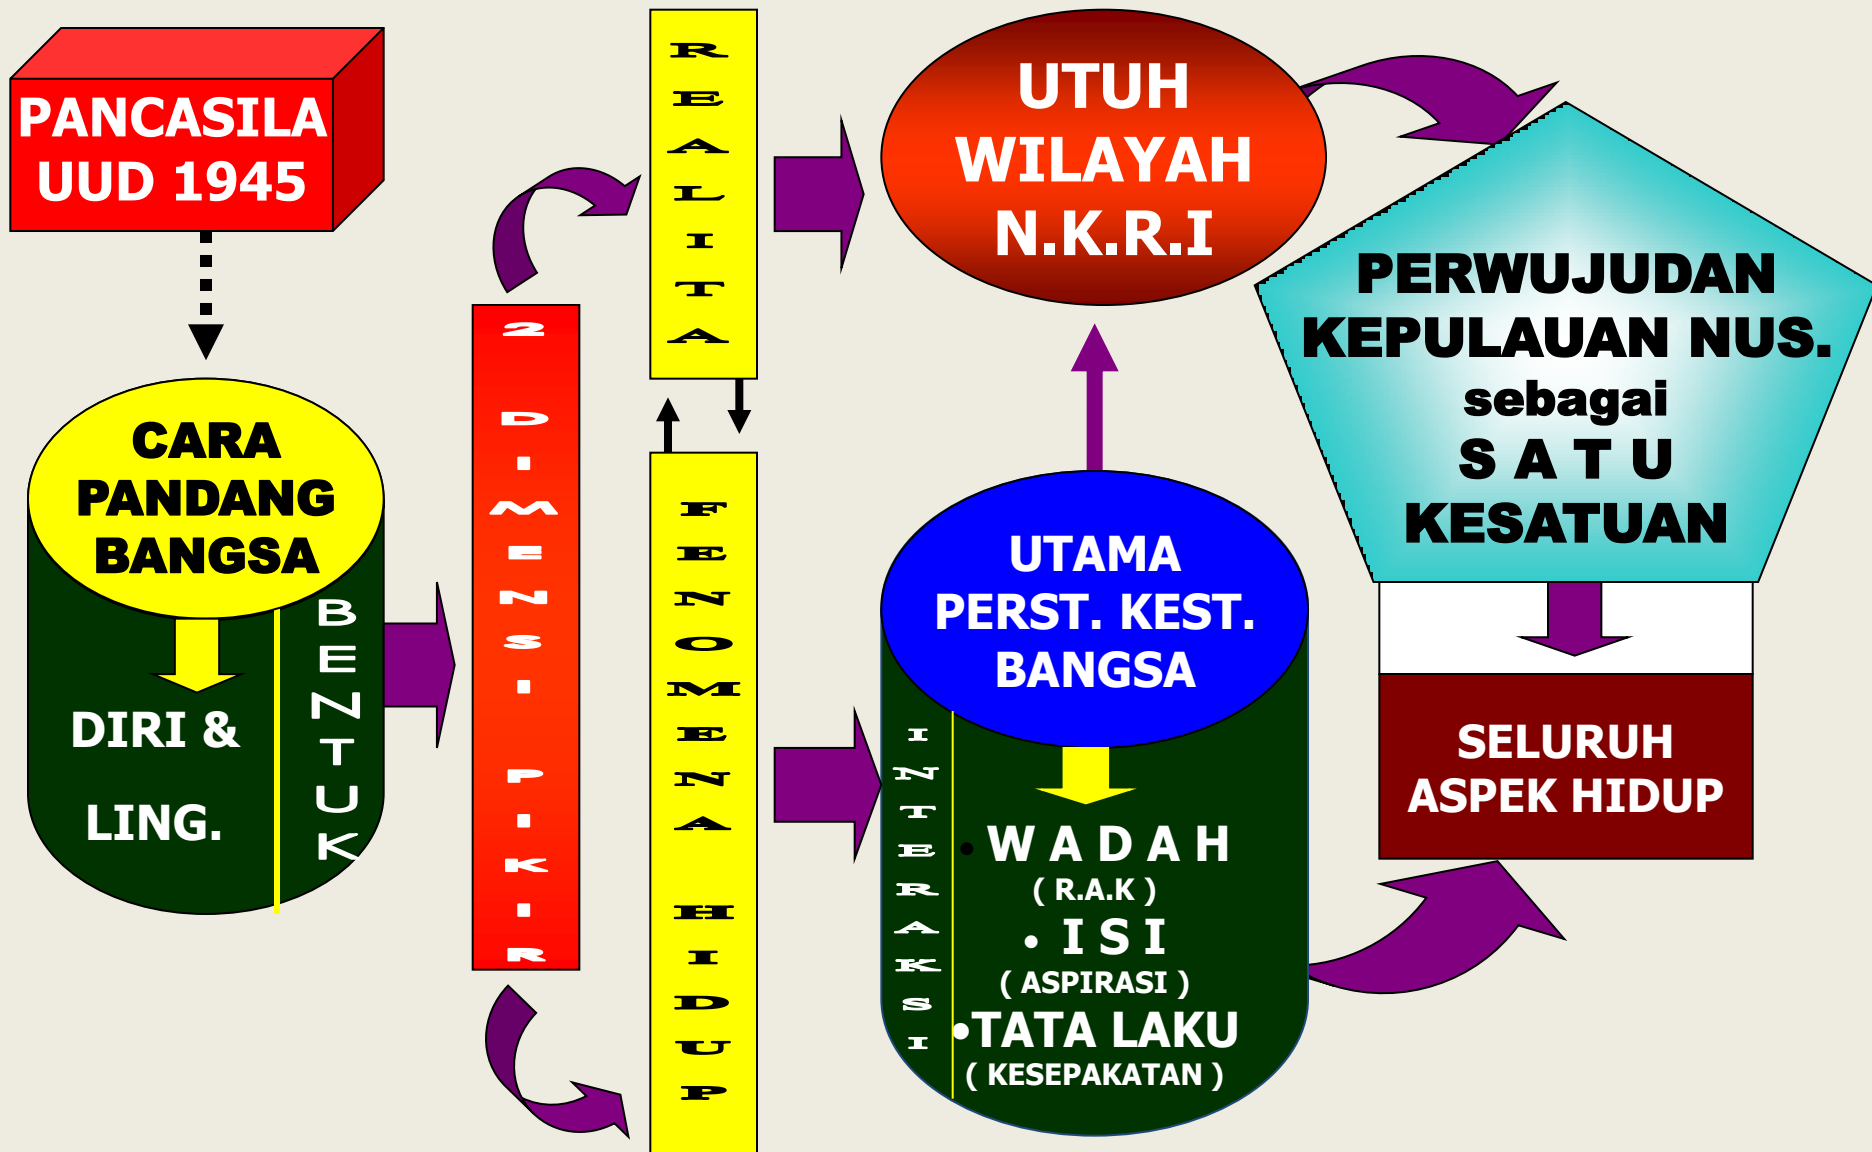 PANCASILA
UUD 1945
CARA
PANDANG
BANGSA
DIRI &
LING.
BENTUK
2 DIMENSI PIKIR
REALITA
FENOMENA HIDUP
UTUH
WILAYAH
N.K.R.I
UTAMA
PERST. KEST.
BANGSA
INTERAKSI
• W A D A H
( R.A.K )
• I S I
( ASPIRASI )
•TATA LAKU
( KESEPAKATAN )
PERWUJUDAN
KEPULAUAN NUS.
sebagai
S A T U
KESATUAN
SELURUH
ASPEK HIDUP